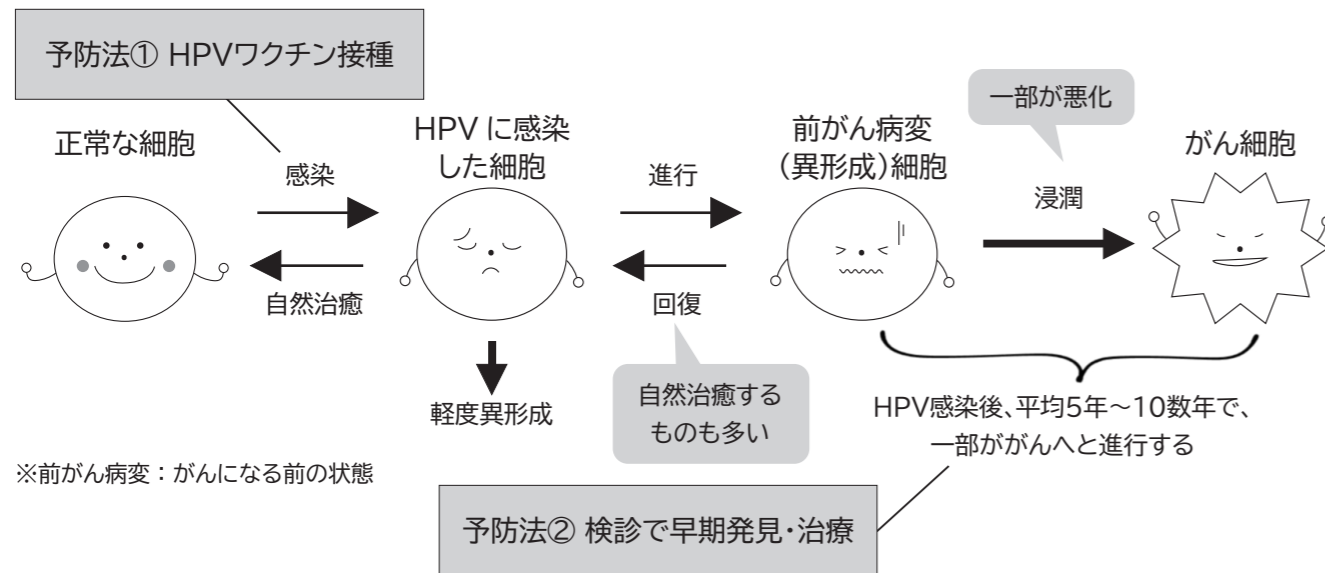 予防法① HPVワクチン接種
正常な細胞
感染
自然治癒
HPV に感染
した細胞
軽度異形成
進行
回復
自然治癒する
ものも多い
前がん病変
(異形成)細胞
一部が悪化
浸潤
がん細胞
HPV感染後、平均5年～10数年で、
一部ががんへと進行する
※前がん病変：がんになる前の状態
予防法② 検診で早期発見・治療